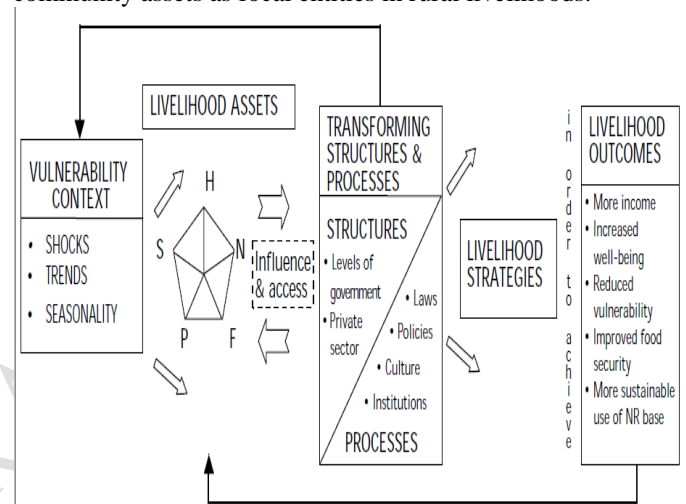 community assets as local entities in rural livelihoods.
LIVELIHOOD ASSETS
VULNERABILITY
CONTEXT
• SHOCKS
• TRENDS
• SEASONALITY
H
S
N
P
F
Influence
& access
TRANSFORMING
STRUCTURES &
PROCESSES
STRUCTURES
• Levels of
government
• Private
sector
• Laws
• Policies
• Culture
• Institutions
PROCESSES
LIVELIHOOD
STRATEGIES
in order to achieve
LIVELIHOOD
OUTCOMES
• More income
• Increased
well-being
• Reduced
vulnerability
• Improved food
security
• More sustainable
use of NR base